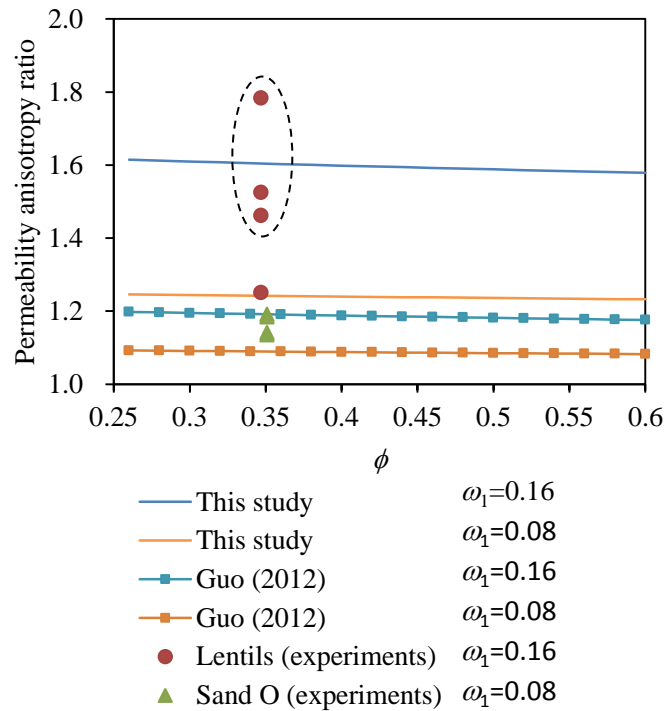 2.0
1.8
1.6
1.4
1.2
1.0
Permeability anisotropy ratio
0.25 0.3 0.35 0.4 0.45 0.5 0.55 0.6
ϕ
This study ω₁=0.16
This study ω₁=0.08
Guo (2012) ω₁=0.16
Guo (2012) ω₁=0.08
Lentils (experiments) ω₁=0.16
Sand O (experiments) ω₁=0.08